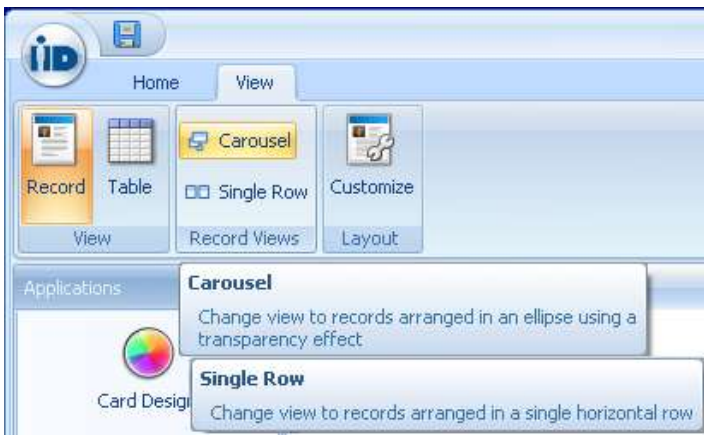 iiD
Home View
Record Table
Carousel
Single Row
Customize
View Record Views Layout
Applications
Carousel
Change view to records arranged in an ellipse using a
transparency effect
Single Row
Card Desig
Change view to records arranged in a single horizontal row